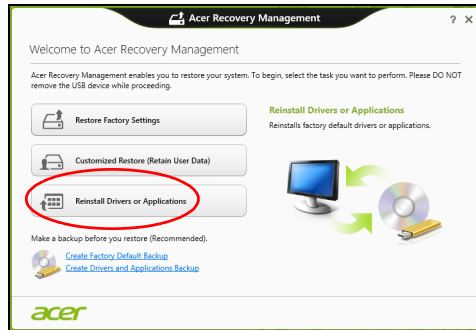 Acer Recovery Management
? X
Welcome to Acer Recovery Management
Acer Recovery Management enables you to restore your system. To begin, select the task you want to perform. Please DO NOT
remove the USB device while proceeding.
Restore Factory Settings
Customized Restore (Retain User Data)
Reinstall Drivers or Applications
Reinstall Drivers or Applications
Reinstalls factory default drivers or applications.
Make a backup before you restore (Recommended).
Create Factory Default Backup
Create Drivers and Applications Backup
acer